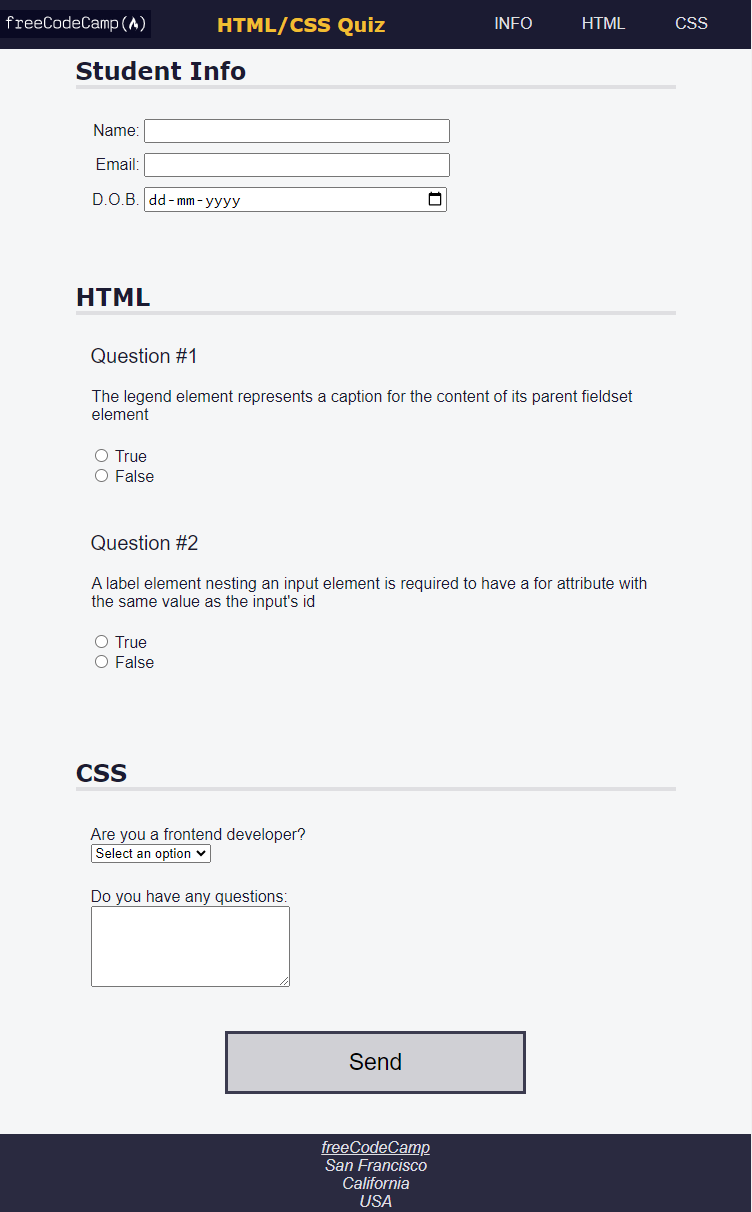 freeCodeCamp(🔥) HTML/CSS Quiz INFO HTML CSS
Student Info
Name:
Email:
D.O.B. dd-mm-yyyy
HTML
Question #1
The legend element represents a caption for the content of its parent fieldset
element
True
False
Question #2
A label element nesting an input element is required to have a for attribute with
the same value as the input's id
True
False
CSS
Are you a frontend developer?
Select an option
Do you have any questions:
Send
freeCodeCamp
San Francisco
California
USA